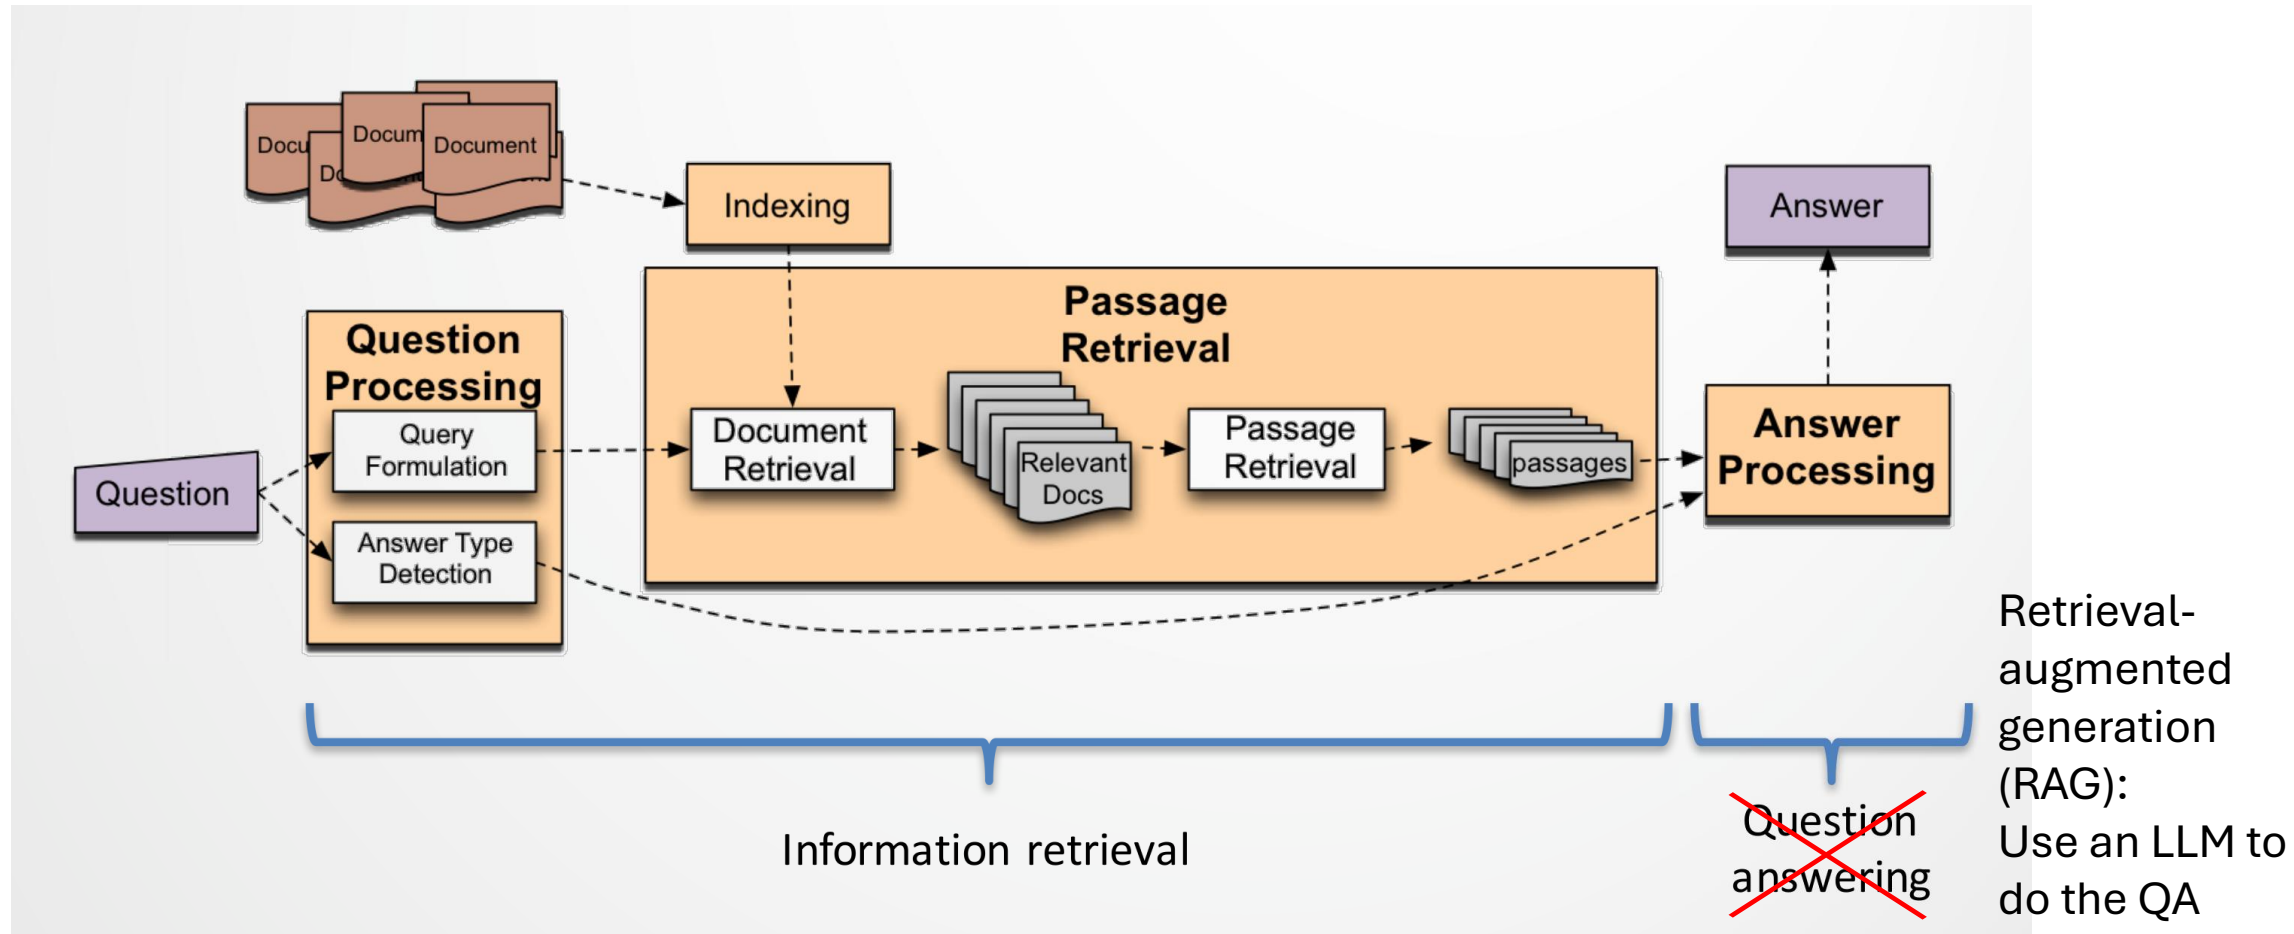 Docu
Docum
Document
Do
Indexing
Answer
Passage
Retrieval
Question
Processing
Query
Formulation
Answer Type
Detection
Question
Document
Retrieval
Relevant
Docs
Passage
Retrieval
passages
Answer
Processing
Information retrieval
Question
answering
Retrieval-
augmented
generation
(RAG):
Use an LLM to
do the QA